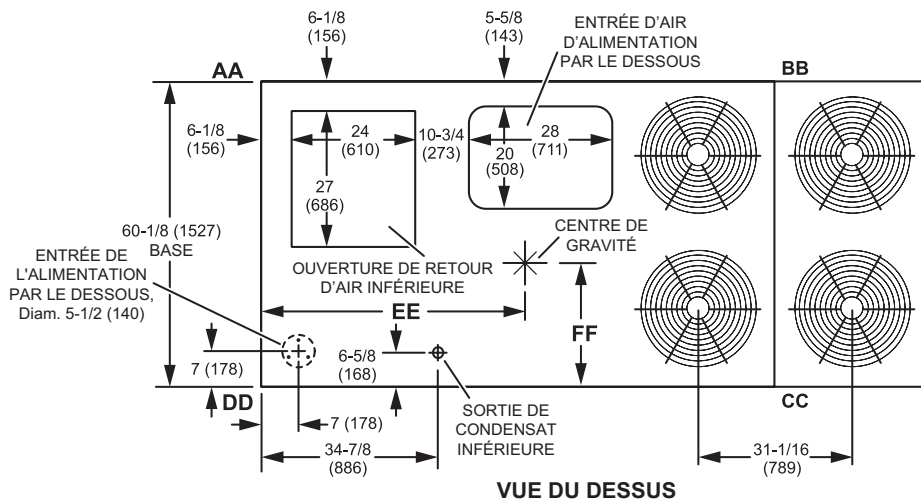 6-1/8
(156)
5-5/8
(143)
ENTRÉE D'AIR
D'ALIMENTATION
PAR LE DESSOUS
AA
BB
6-1/8
(156)
24
(610)
10-3/4
(273)
28
(711)
20
(508)
27
(686)
60-1/8 (1527)
BASE
CENTRE DE
GRAVITÉ
ENTRÉE DE
L'ALIMENTATION
PAR LE DESSOUS,
Diam. 5-1/2 (140)
OUVERTURE DE RETOUR
D'AIR INFÉRIEURE
EE
FF
7 (178)
6-5/8
(168)
DD
CC
7 (178)
SORTIE DE
CONDENSAT
INFÉRIEURE
34-7/8
(886)
31-1/16
(789)
VUE DU DESSUS